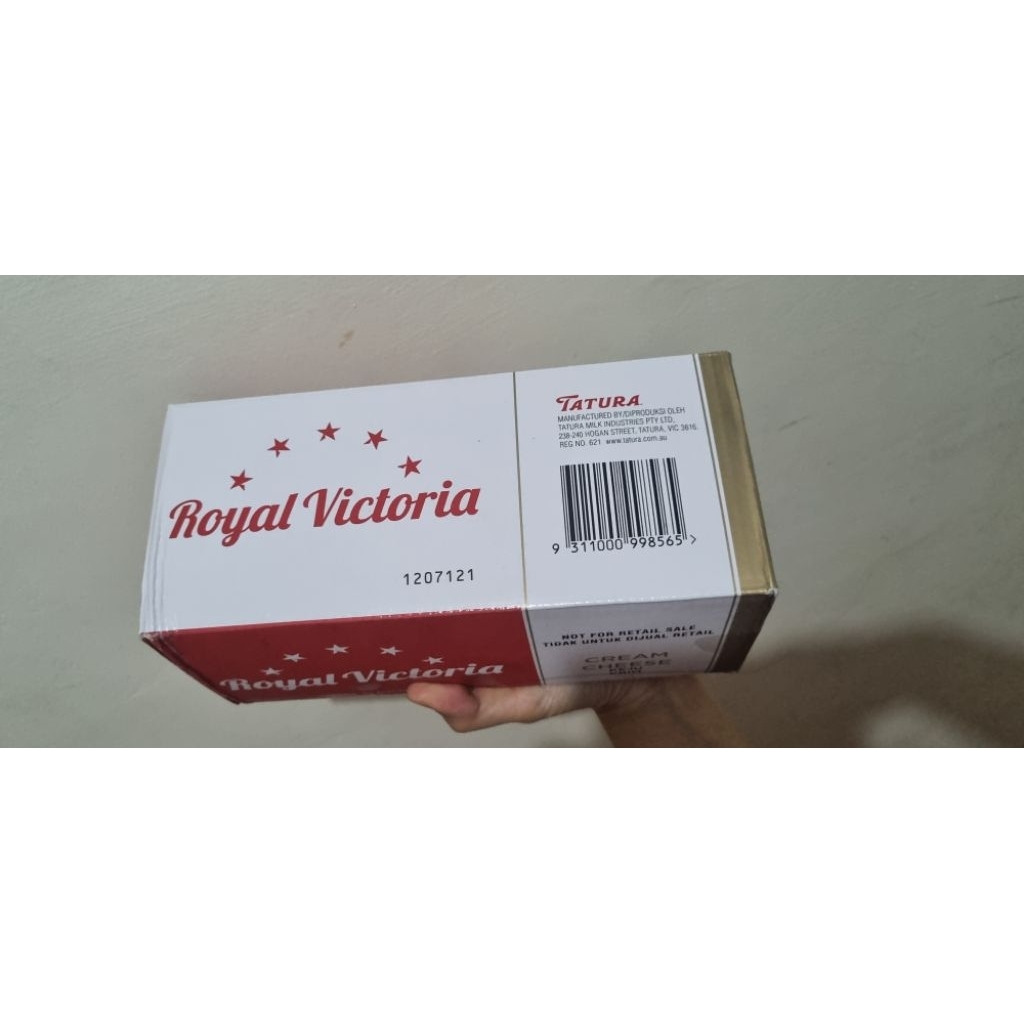 Royal Victoria
1207121
TATURA
MANUFACTURED BY/DIPRODUKSI OLEH
TATURA MILK INDUSTRIES PTY LTD,
236-240 HOGAN STREET, TATURA, VIC 3616.
REG NO. 621 www.tatura.com.au
9 311000 998565 >
Royal Victoria
NOT FOR RETAIL SALE
TIDAK UNTUK DIJUAL RETAIL
CREAM
CHEESE